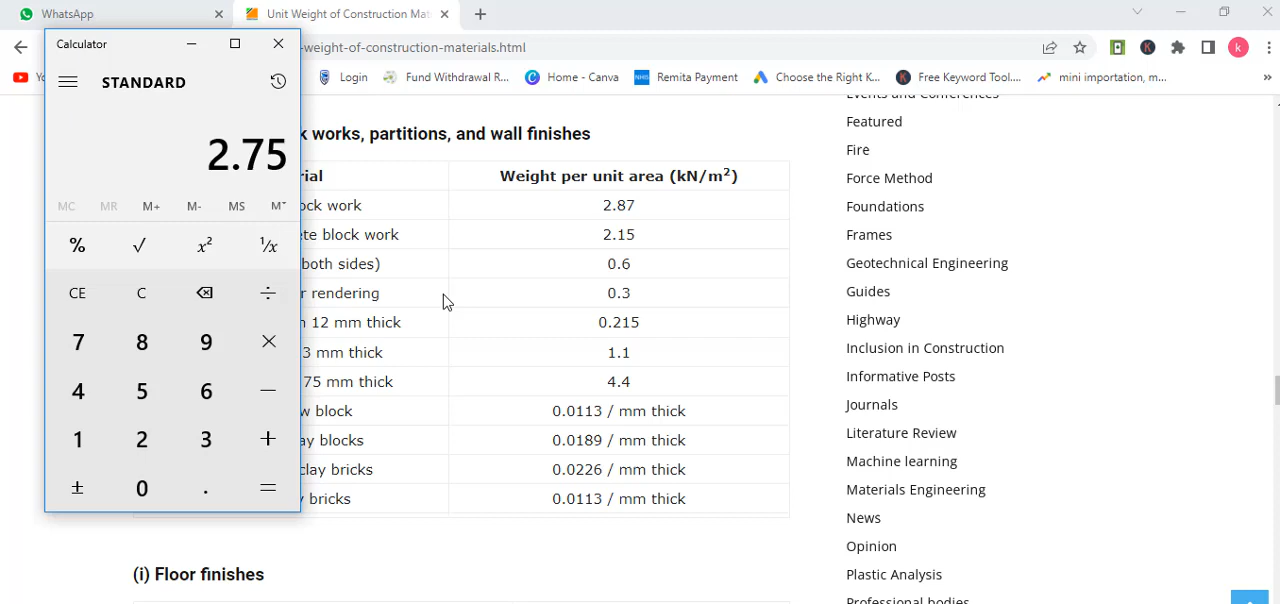 WhatsApp
Unit Weight of Construction Mat
-weight-of-construction-materials.html
K
k
Login
Fund Withdrawal R...
Home - Canva
Remita Payment
Choose the Right K...
Free Keyword Tool....
mini importation, m...
»
Calculator
STANDARD
2.75
MC MR M+ M- MS M˅
% √ x² ¹/x
CE C ÷
7 8 9 ×
4 5 6 −
1 2 3 +
± 0 . =
k works, partitions, and wall finishes
rial Weight per unit area (kN/m²)
ock work 2.87
te block work 2.15
both sides) 0.6
r rendering 0.3
12 mm thick 0.215
3 mm thick 1.1
75 mm thick 4.4
w block 0.0113 / mm thick
ay blocks 0.0189 / mm thick
clay bricks 0.0226 / mm thick
bricks 0.0113 / mm thick
(i) Floor finishes
Events and Conferences
Featured
Fire
Force Method
Foundations
Frames
Geotechnical Engineering
Guides
Highway
Inclusion in Construction
Informative Posts
Journals
Literature Review
Machine learning
Materials Engineering
News
Opinion
Plastic Analysis
Professional bodies